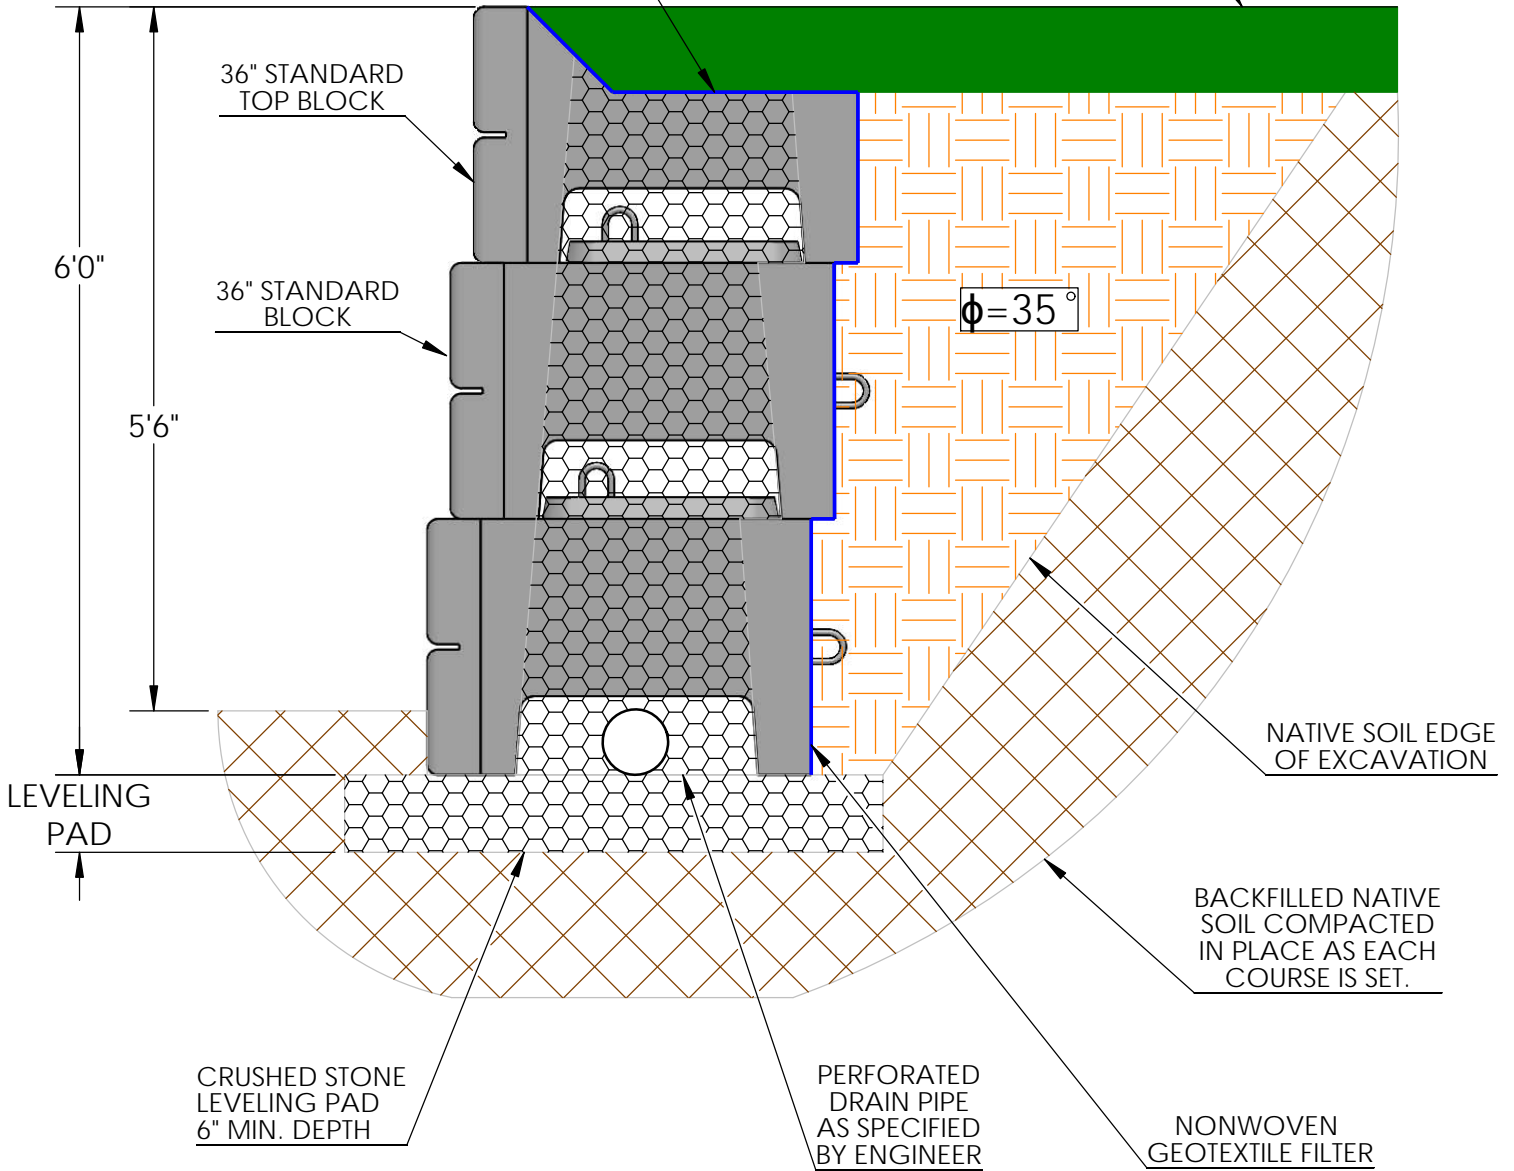 36" STANDARD
TOP BLOCK
6'0"
36" STANDARD
BLOCK
ϕ=35°
5'6"
NATIVE SOIL EDGE
OF EXCAVATION
LEVELING
PAD
BACKFILLED NATIVE
SOIL COMPACTED
IN PLACE AS EACH
COURSE IS SET.
CRUSHED STONE
LEVELING PAD
6" MIN. DEPTH
PERFORATED
DRAIN PIPE
AS SPECIFIED
BY ENGINEER
NONWOVEN
GEOTEXTILE FILTER